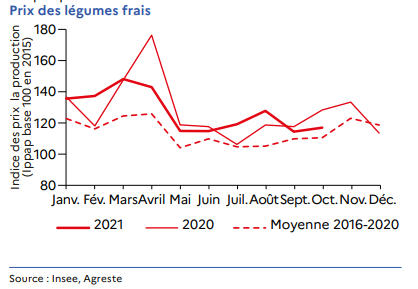 Prix des légumes frais
Indice des prix à la production
(Ipap base 100 en 2015)
180
160
140
120
100
80
Janv. Fév. Mars Avril Mai Juin Juil. Août Sept. Oct. Nov. Déc.
2021 2020 Moyenne 2016-2020
Source : Insee, Agreste